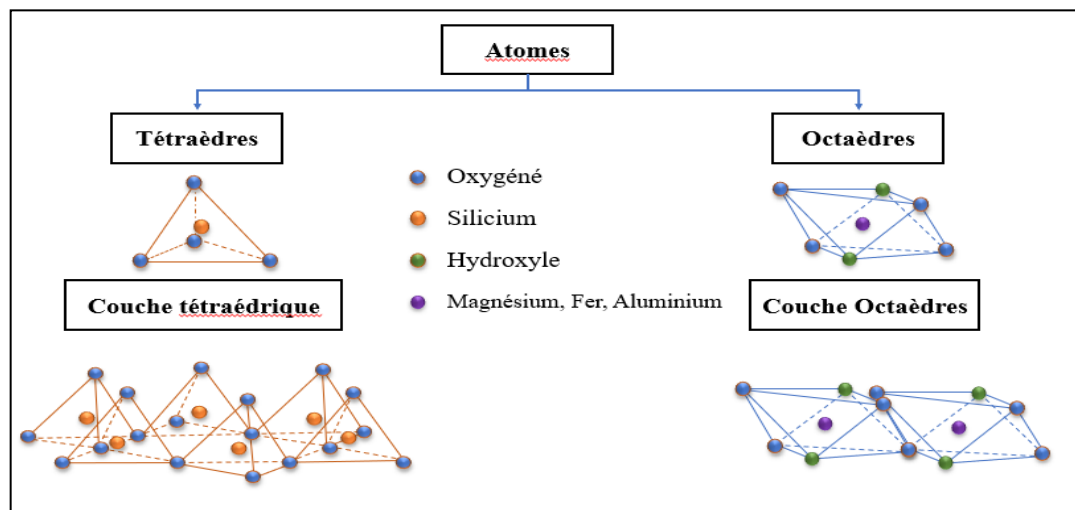 Atomes
Tétraèdres
Octaèdres
Oxygéné
Silicium
Hydroxyle
Magnésium, Fer, Aluminium
Couche tétraédrique
Couche Octaèdres